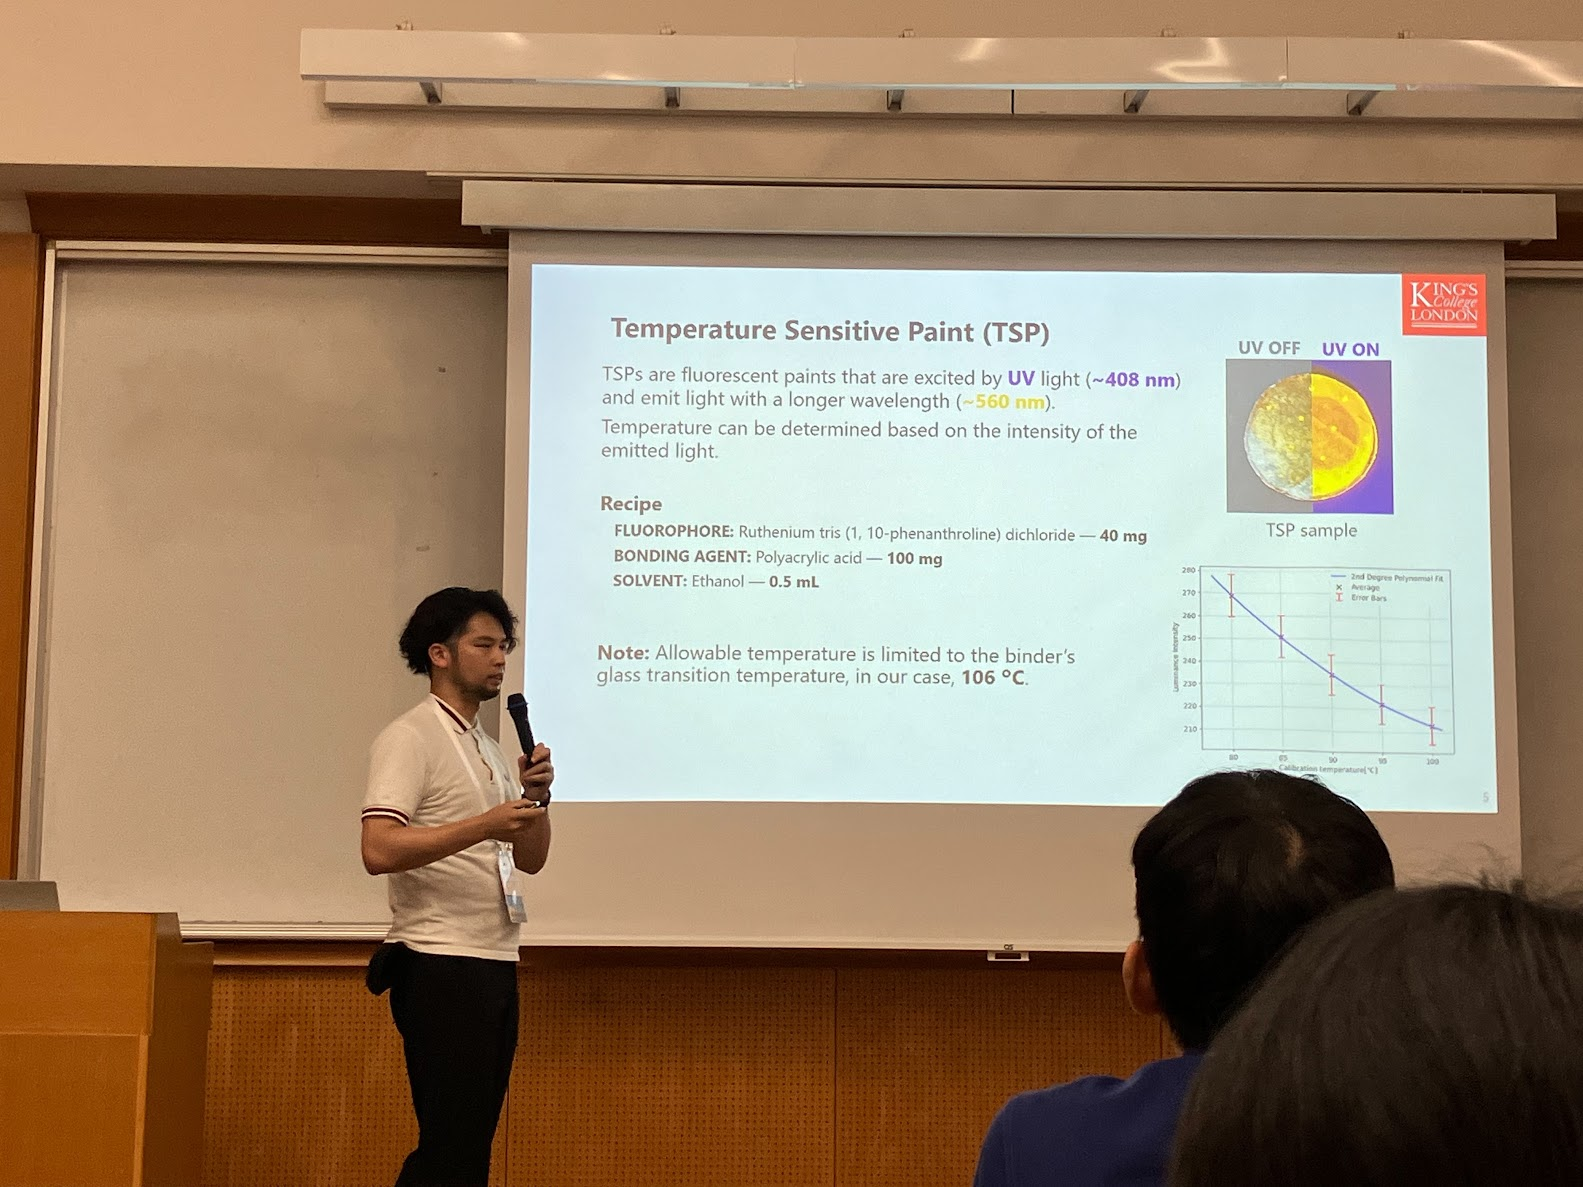 KING'S
College
LONDON
Temperature Sensitive Paint (TSP)
TSPs are fluorescent paints that are excited by UV light (~408 nm)
and emit light with a longer wavelength (~560 nm).
Temperature can be determined based on the intensity of the
emitted light.
Recipe
FLUOROPHORE: Ruthenium tris (1, 10-phenanthroline) dichloride — 40 mg
BONDING AGENT: Polyacrylic acid — 100 mg
SOLVENT: Ethanol — 0.5 mL
Note: Allowable temperature is limited to the binder's
glass transition temperature, in our case, 106 °C.
UV OFF UV ON
TSP sample
2nd Degree Polynomial Fit
Average
Error Bars
Luminance Intensity
280
270
260
250
240
230
220
210
80 85 90 95 100
Calibration temperature[°C]
5
OS